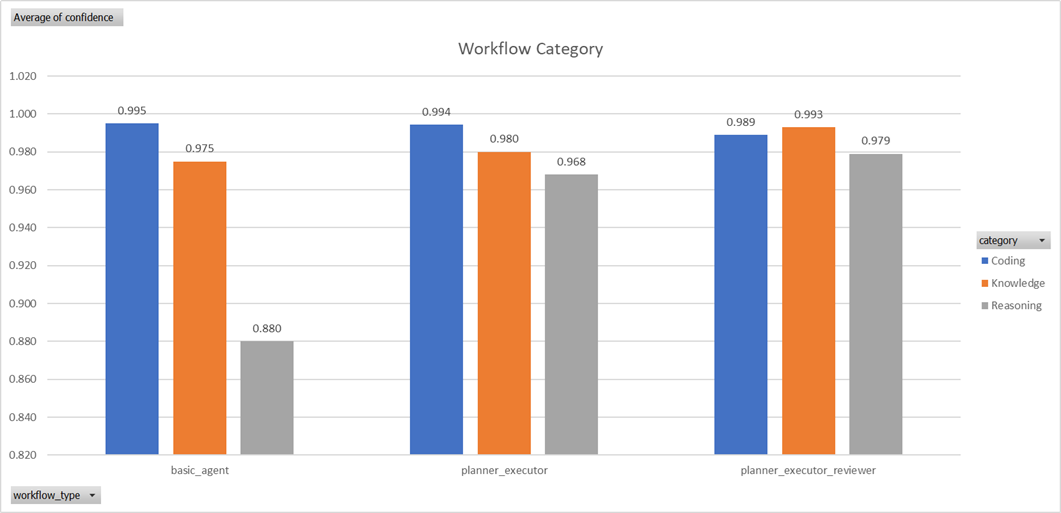 Average of confidence
Workflow Category
1.020
1.000
0.980
0.960
0.940
0.920
0.900
0.880
0.860
0.840
0.820
0.995
0.975
0.880
0.994
0.980
0.968
0.989
0.993
0.979
basic_agent
planner_executor
planner_executor_reviewer
category
Coding
Knowledge
Reasoning
workflow_type